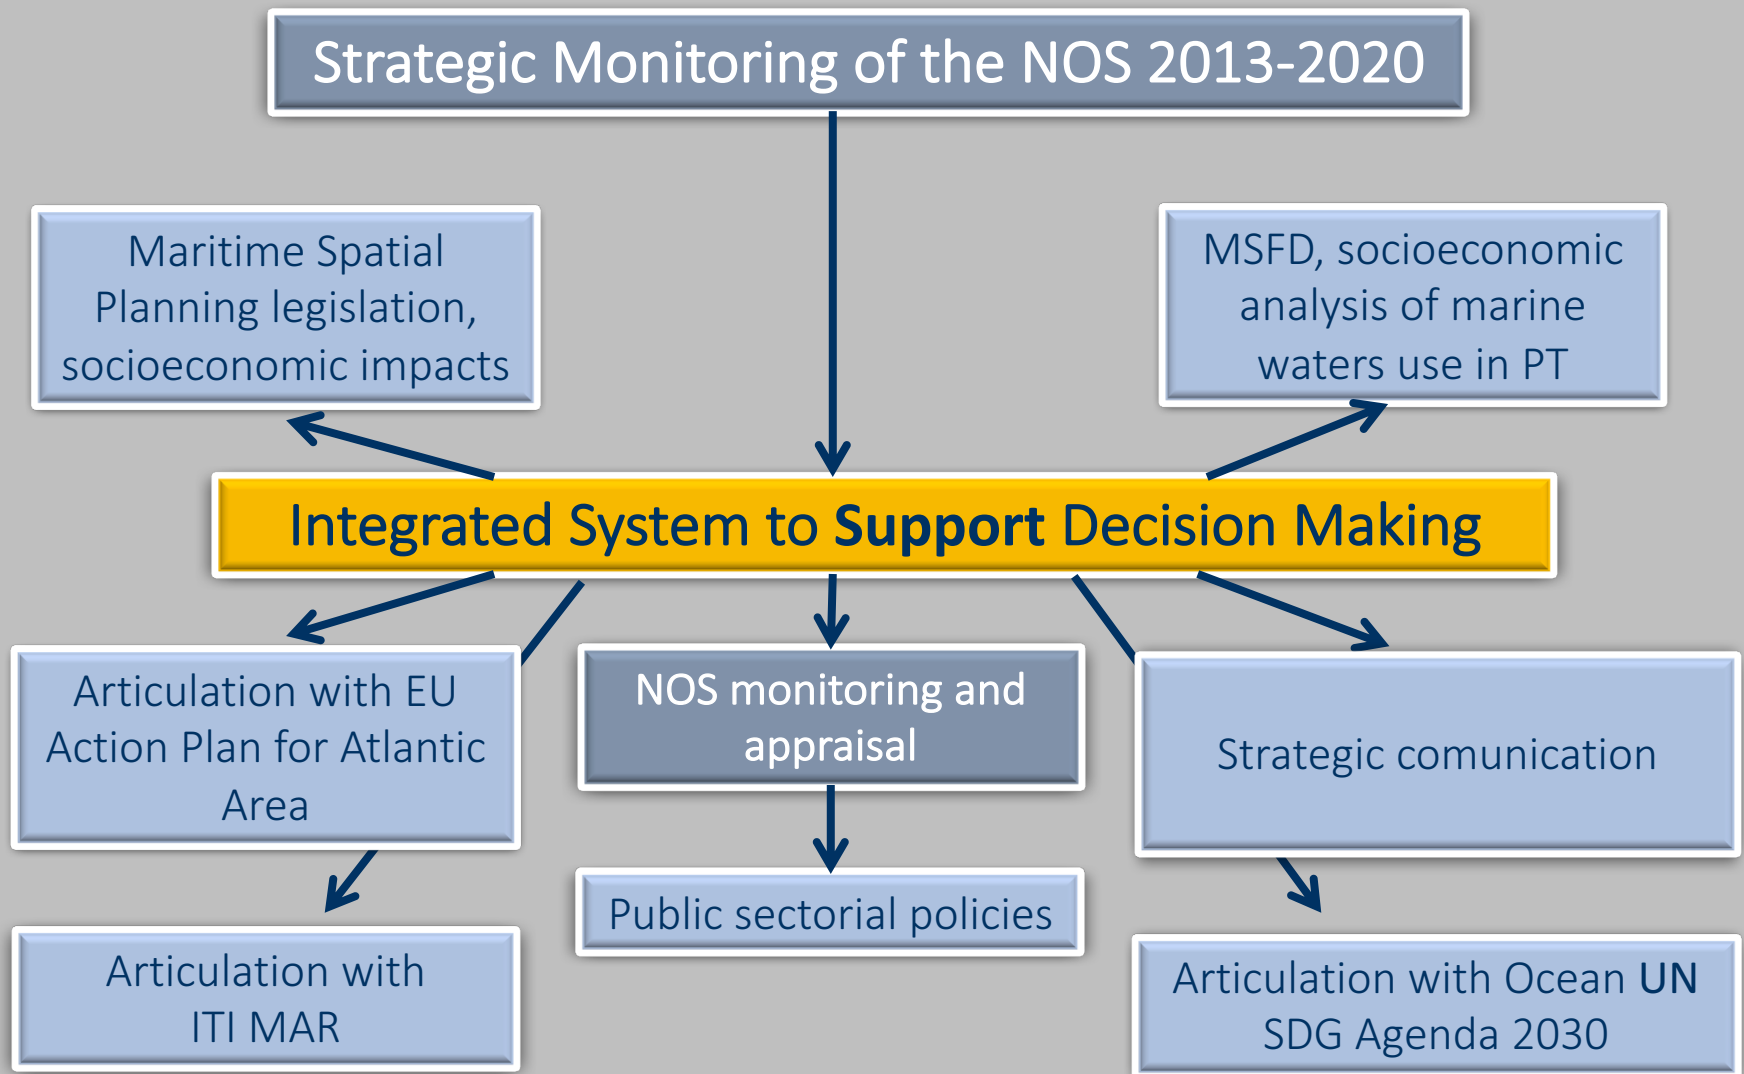 Strategic Monitoring of the NOS 2013-2020
Maritime Spatial
Planning legislation,
socioeconomic impacts
MSFD, socioeconomic
analysis of marine
waters use in PT
Integrated System to Support Decision Making
Articulation with EU
Action Plan for Atlantic
Area
NOS monitoring and
appraisal
Strategic comunication
Public sectorial policies
Articulation with
ITI MAR
Articulation with Ocean UN
SDG Agenda 2030